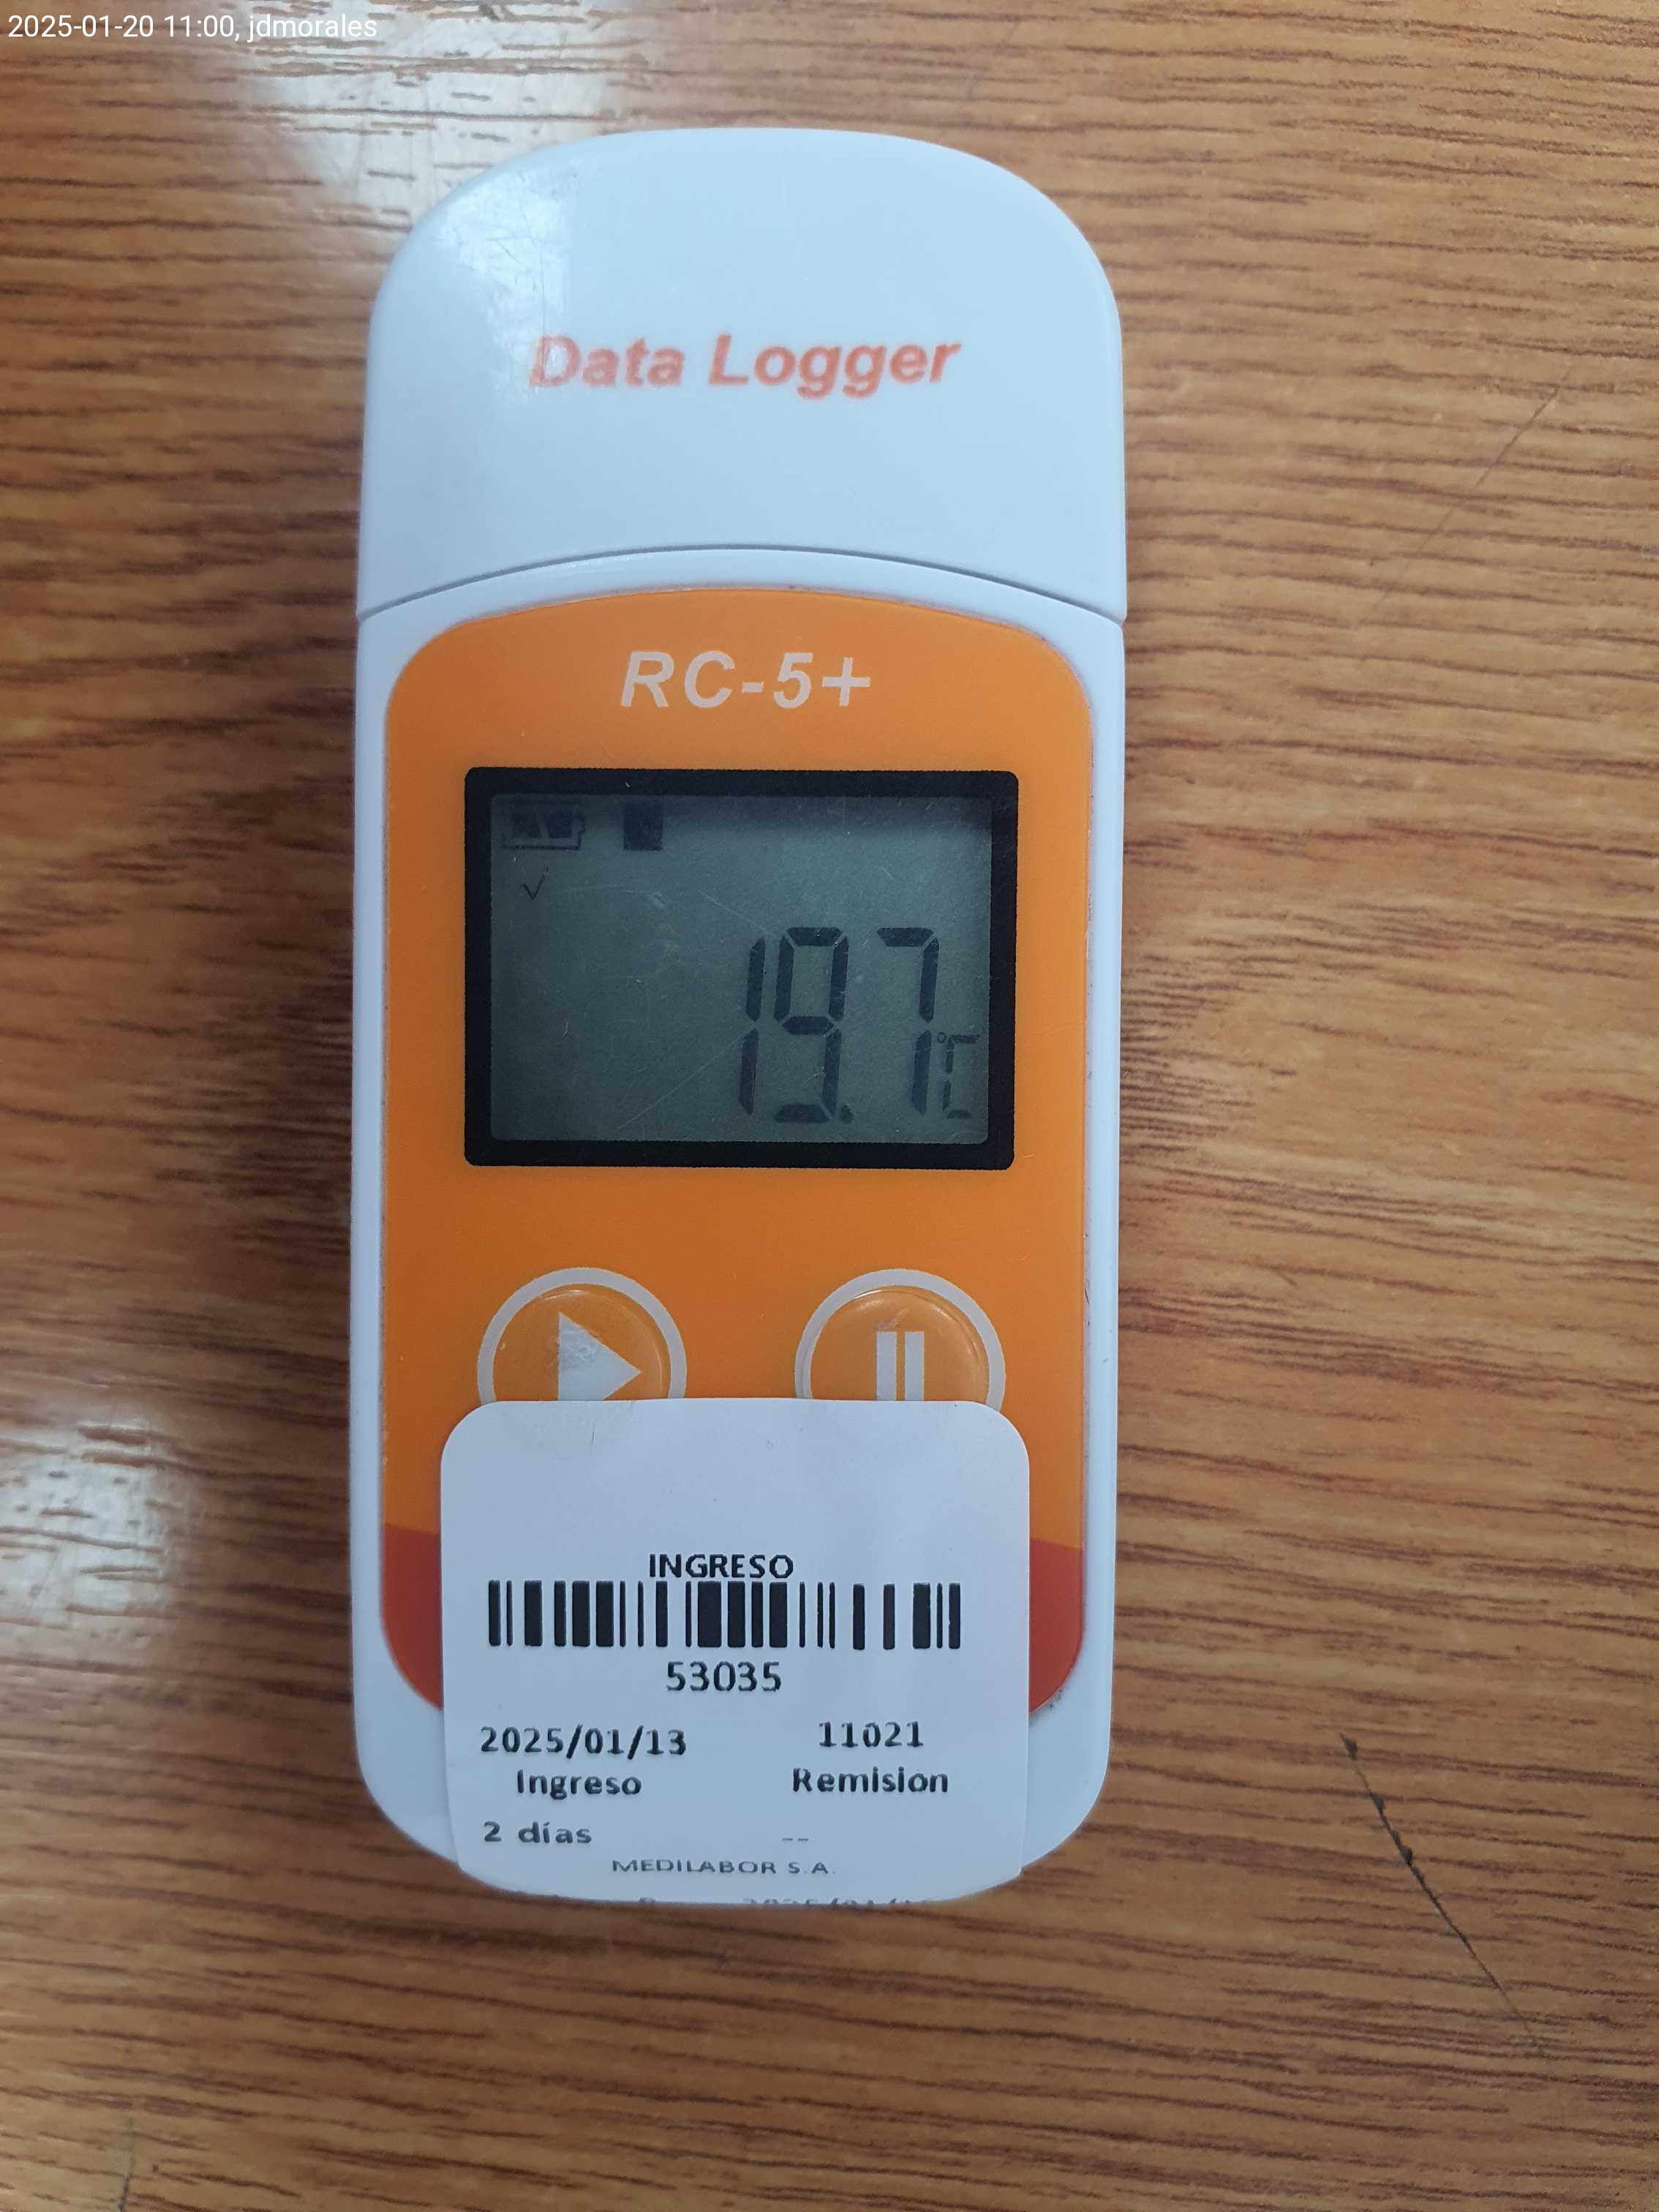 2025-01-20 11:00, jdmorales
Data Logger
RC-5+
19.7°C
INGRESO
53035
2025/01/13 11021
Ingreso Remision
2 días --
MEDILABOR S.A.